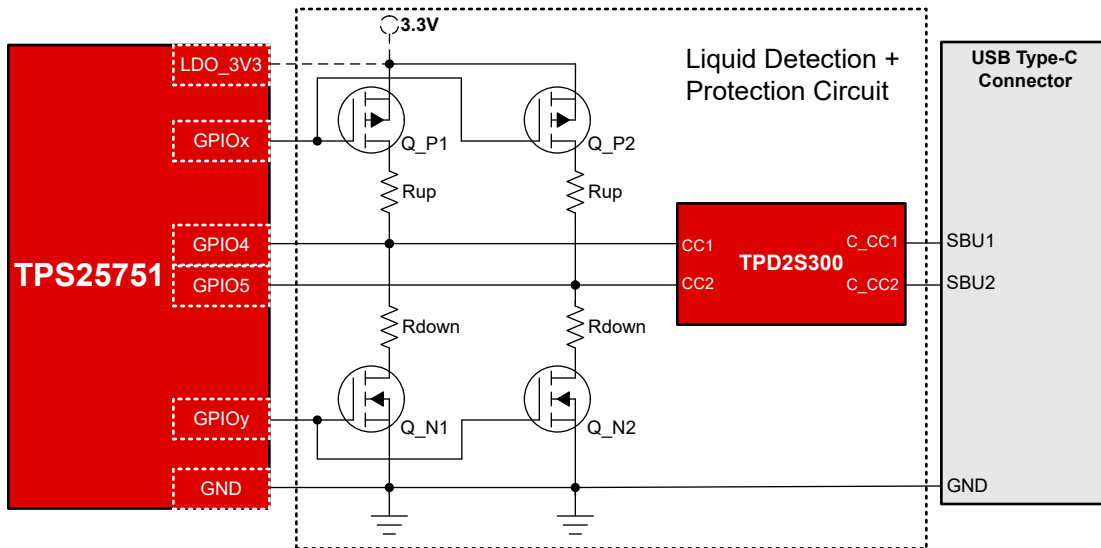 3.3V
LDO_3V3
Liquid Detection +
Protection Circuit
USB Type-C
Connector
GPIOx
Q_P1
Q_P2
Rup
Rup
GPIO4
CC1
C_CC1
SBU1
TPS25751
TPD2S300
GPIO5
CC2
C_CC2
SBU2
Rdown
Rdown
GPIOy
Q_N1
Q_N2
GND
GND